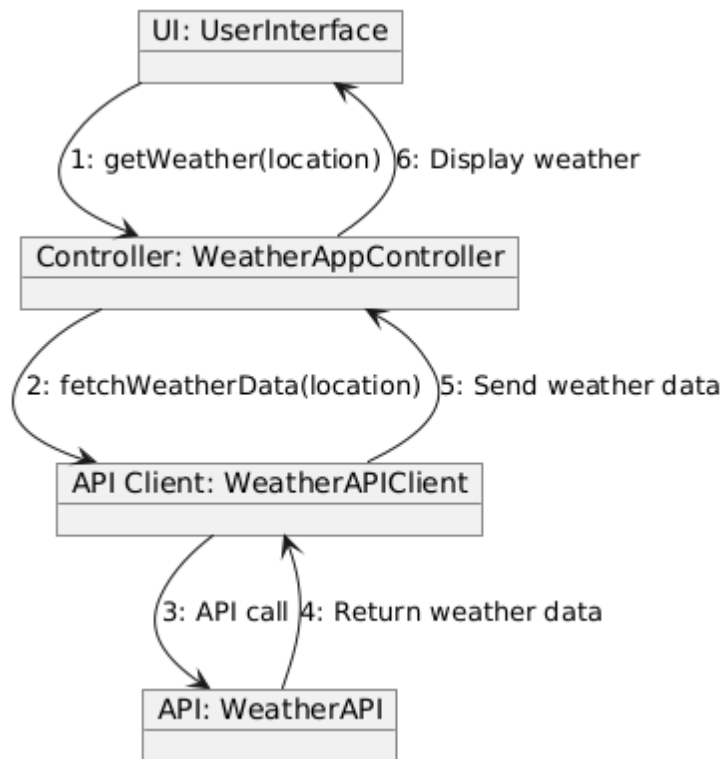 UI: UserInterface
1: getWeather(location)
6: Display weather
Controller: WeatherAppController
2: fetchWeatherData(location)
5: Send weather data
API Client: WeatherAPIClient
3: API call
4: Return weather data
API: WeatherAPI